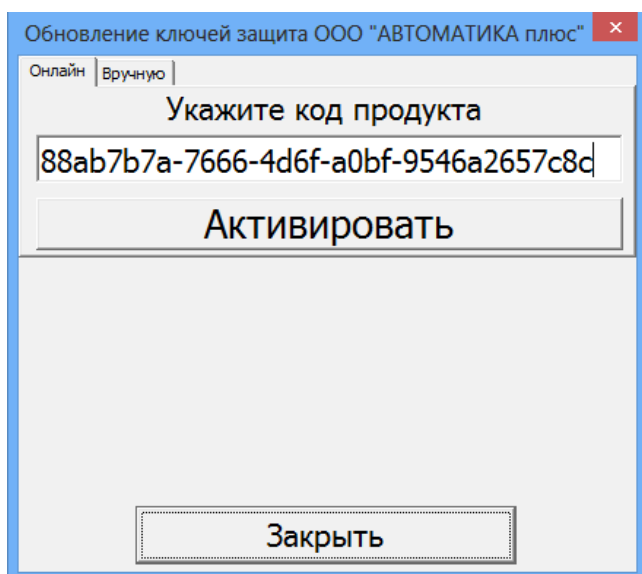 Обновление ключей защита ООО "АВТОМАТИКА плюс"
Онлайн Вручную
Укажите код продукта
88ab7b7a-7666-4d6f-a0bf-9546a2657c8c
Активировать
Закрыть